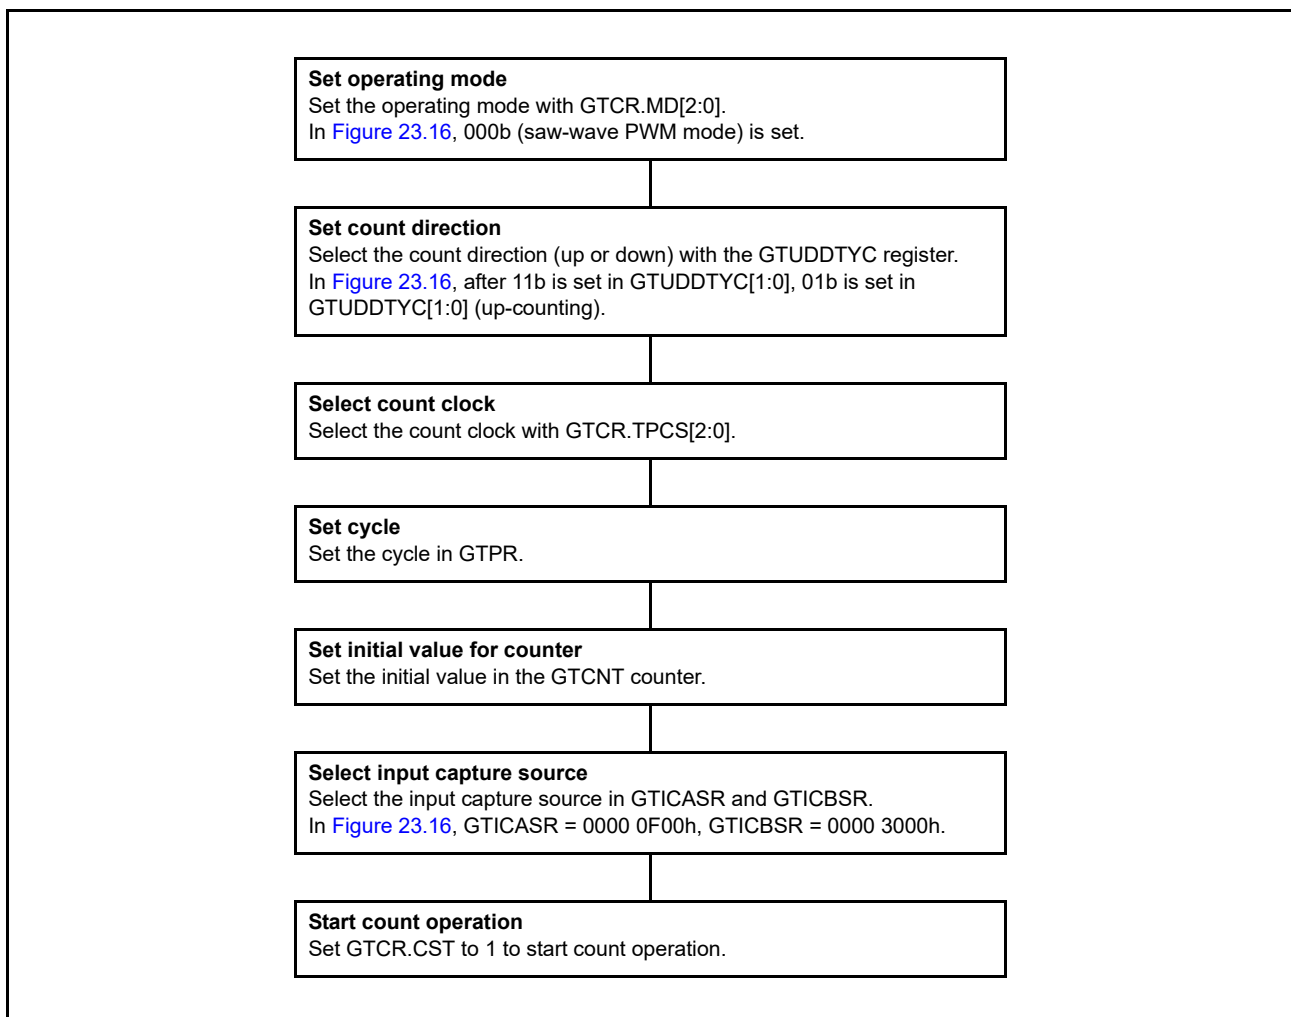 Set operating mode
Set the operating mode with GTCR.MD[2:0].
In Figure 23.16, 000b (saw-wave PWM mode) is set.
Set count direction
Select the count direction (up or down) with the GTUDDTYC register.
In Figure 23.16, after 11b is set in GTUDDTYC[1:0], 01b is set in
GTUDDTYC[1:0] (up-counting).
Select count clock
Select the count clock with GTCR.TPCS[2:0].
Set cycle
Set the cycle in GTPR.
Set initial value for counter
Set the initial value in the GTCNT counter.
Select input capture source
Select the input capture source in GTICASR and GTICBSR.
In Figure 23.16, GTICASR = 0000 0F00h, GTICBSR = 0000 3000h.
Start count operation
Set GTCR.CST to 1 to start count operation.